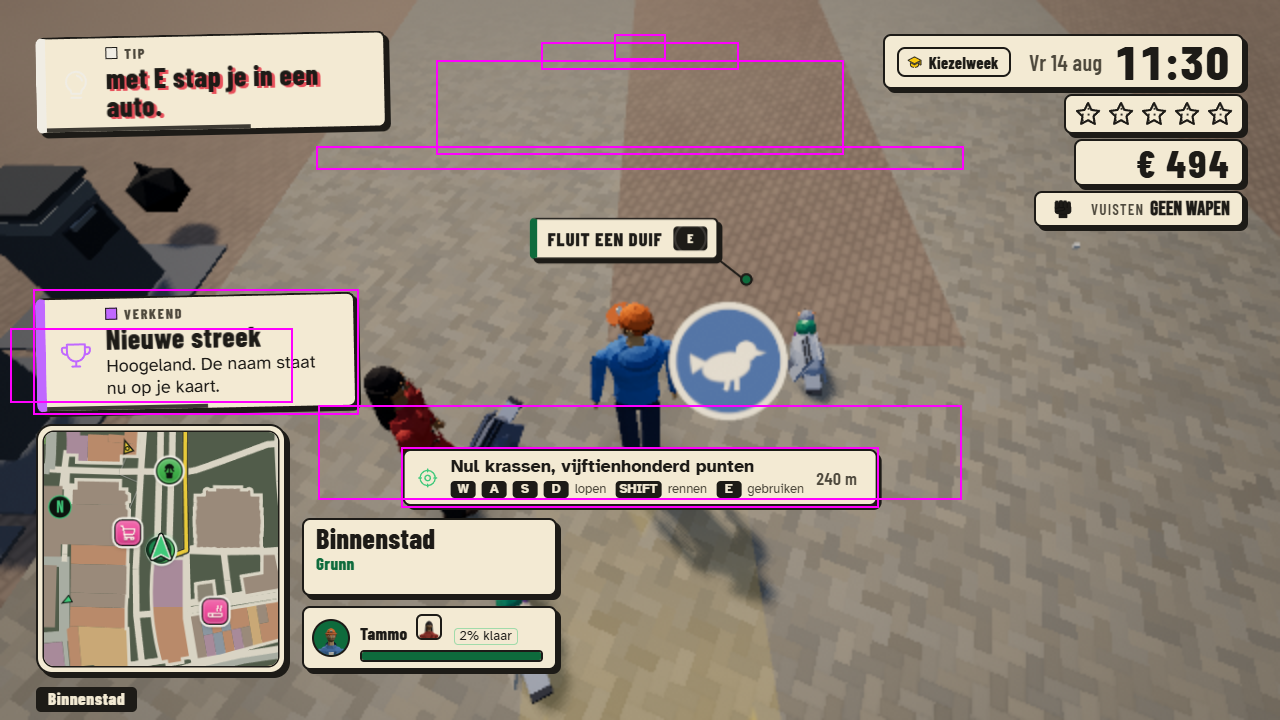 TIP
met E stap je in een
auto.
Kiezelweek
Vr 14 aug
11:30
€ 494
VUISTEN GEEN WAPEN
FLUIT EEN DUIF E
VERKEND
Nieuwe streek
Hoogeland. De naam staat
nu op je kaart.
Nul krassen, vijftienhonderd punten
W A S D lopen SHIFT rennen E gebruiken
240 m
N
Binnenstad
Grunn
Tammo
2% klaar
Binnenstad